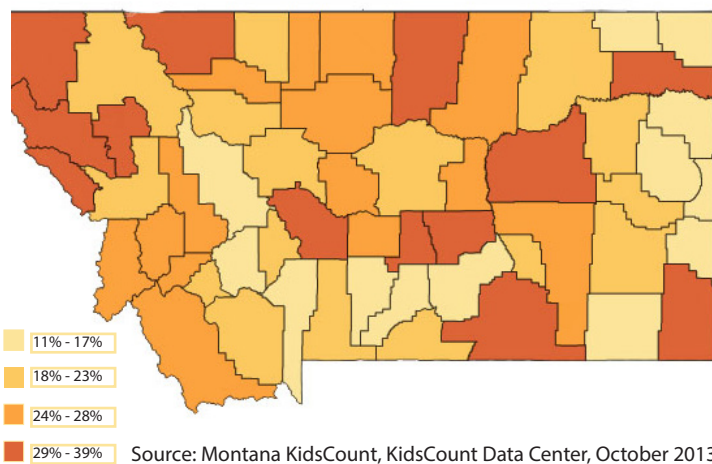 11% - 17%
18% - 23%
24% - 28%
29% - 39%
Source: Montana KidsCount, KidsCount Data Center, October 2013